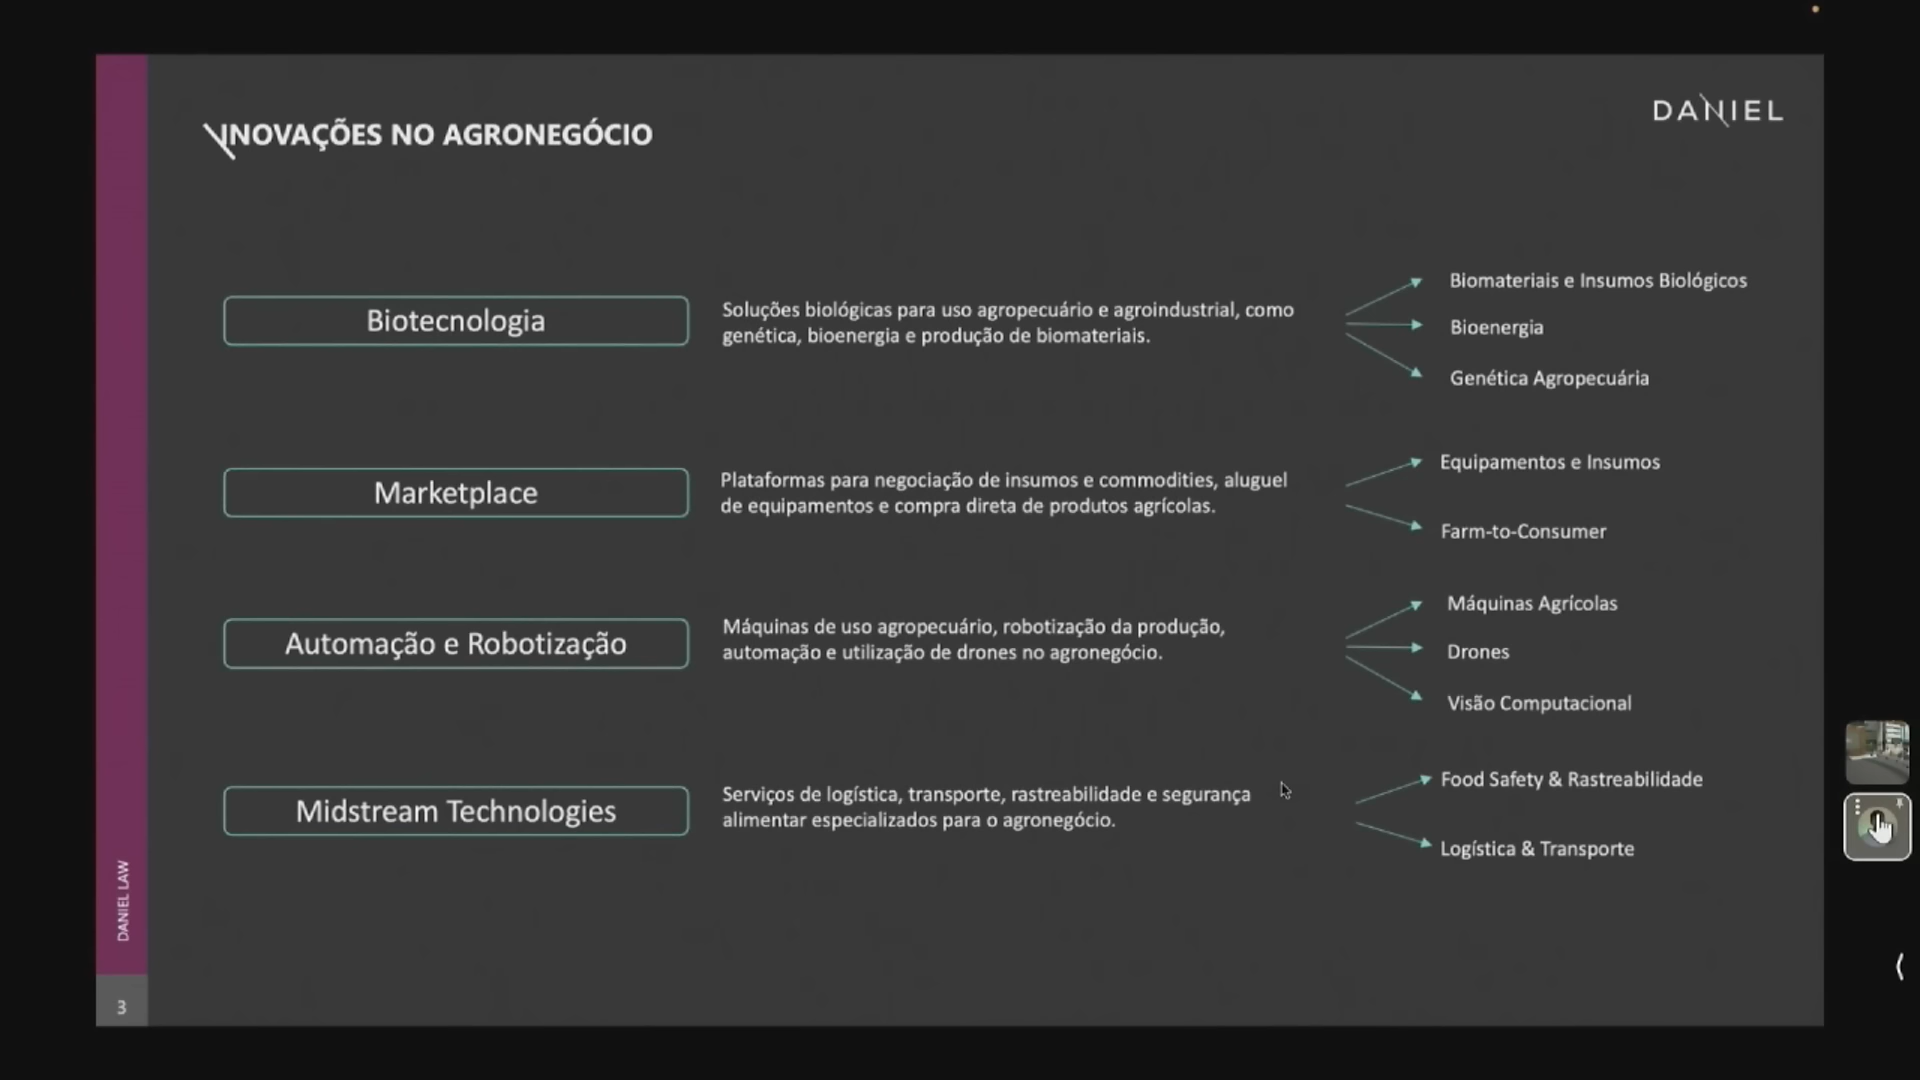 INOVAÇÕES NO AGRONEGÓCIO
DANIEL
Biotecnologia
Soluções biológicas para uso agropecuário e agroindustrial, como
genética, bioenergia e produção de biomateriais.
Biomateriais e Insumos Biológicos
Bioenergia
Genética Agropecuária
Marketplace
Plataformas para negociação de insumos e commodities, aluguel
de equipamentos e compra direta de produtos agrícolas.
Equipamentos e Insumos
Farm-to-Consumer
Automação e Robotização
Máquinas de uso agropecuário, robotização da produção,
automação e utilização de drones no agronegócio.
Máquinas Agrícolas
Drones
Visão Computacional
Midstream Technologies
Serviços de logística, transporte, rastreabilidade e segurança
alimentar especializados para o agronegócio.
Food Safety & Rastreabilidade
Logística & Transporte
DANIEL LAW
3